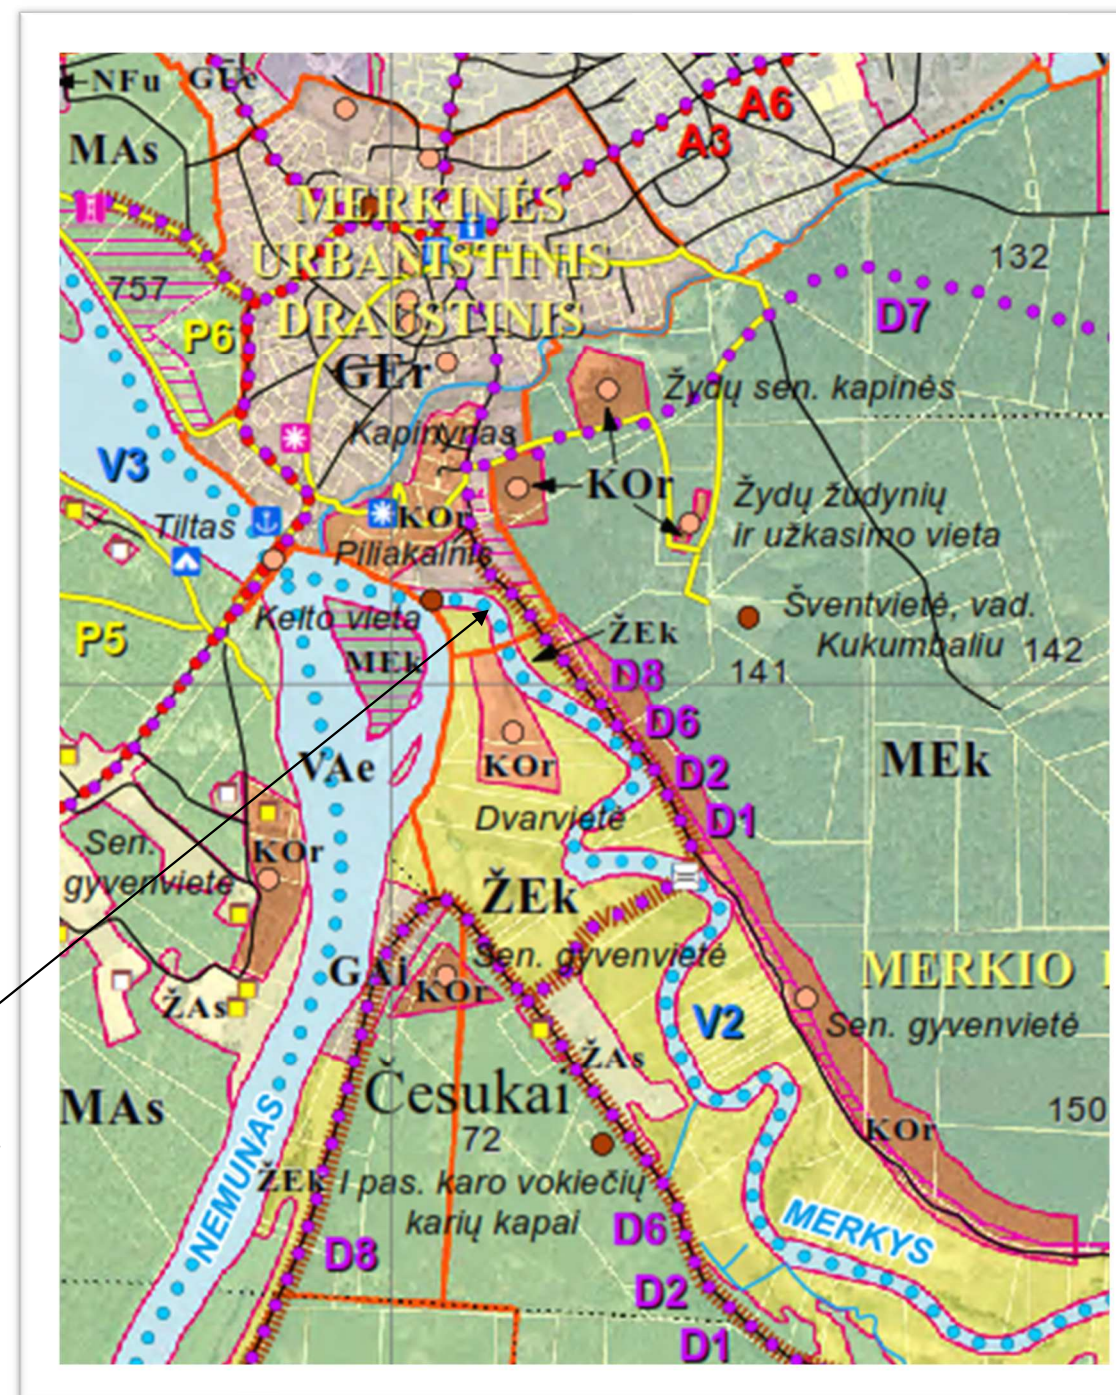 NFu GUc
MAs
A6
A3
MERKINĖS
URBANISTINIS
DRAUSTINIS
132
757
D7
P6
GEr
Žydų sen. kapinės
Kapinynas
V3
KOr
Žydų žudynių
ir užkasimo vieta
Tiltas
KOr
Piliakalnis
Kelto vieta
Šventvietė, vad.
Kukumbaliu 142
P5
ŽEk
MEk
141
D8
D6
D2
D1
VAe
KOr
MEk
Dvarvietė
Sen.
gyvenvietė
KOr
ŽEk
Sen. gyvenvietė
GAi
KOr
MERKIO
Sen. gyvenvietė
ŽAs
V2
ŽAs
MAs
Česukai
72
150
KOr
NEMUNAS
ŽEk
I pas. karo vokiečių
karių kapai
D8
D6
D2
D1
MERKYS